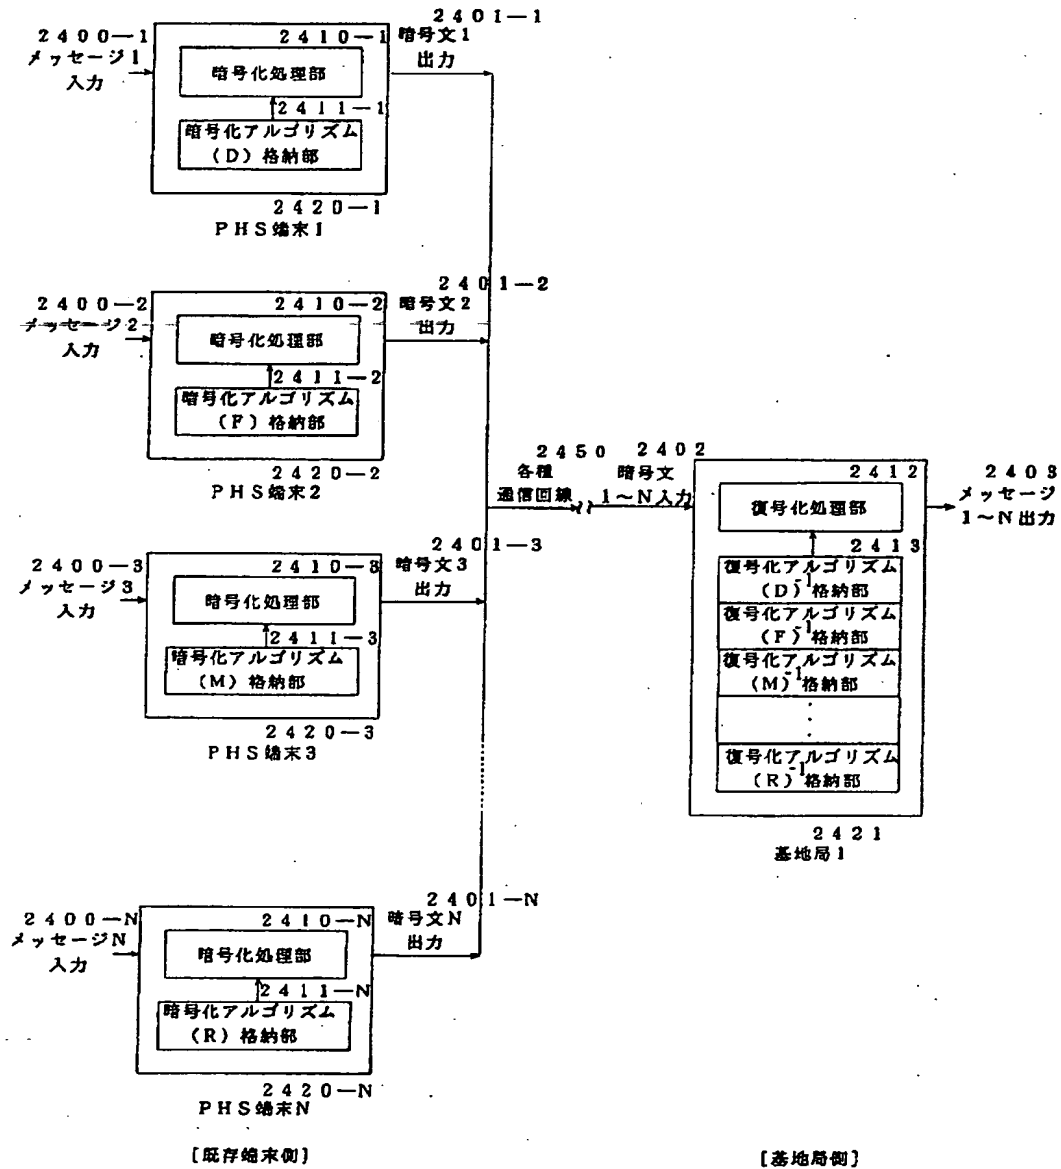 2401—1
2400—1
2410—1
暗号文1
メッセージ1
出力
入力
暗号化処理部
2411—1
暗号化アルゴリズム
(D)格納部
2420—1
PHS端末1
2401—2
2400—2
2410—2
暗号文2
メッセージ2
出力
入力
暗号化処理部
2411—2
暗号化アルゴリズム
(F)格納部
2420—2
PHS端末2
2450
各種
通信回線
2402
暗号文
1~N入力
2412
復号化処理部
2403
メッセージ
1~N出力
2413
復号化アルゴリズム
(D)-1格納部
復号化アルゴリズム
(F)-1格納部
復号化アルゴリズム
(M)-1格納部
・
・
・
復号化アルゴリズム
(R)-1格納部
2421
基地局1
2401—3
2400—3
2410—3
暗号文3
メッセージ3
出力
入力
暗号化処理部
2411—3
暗号化アルゴリズム
(M)格納部
2420—3
PHS端末3
2401—N
2400—N
2410—N
暗号文N
メッセージN
出力
入力
暗号化処理部
2411—N
暗号化アルゴリズム
(R)格納部
2420—N
PHS端末N
[既存端末側]
[基地局側]